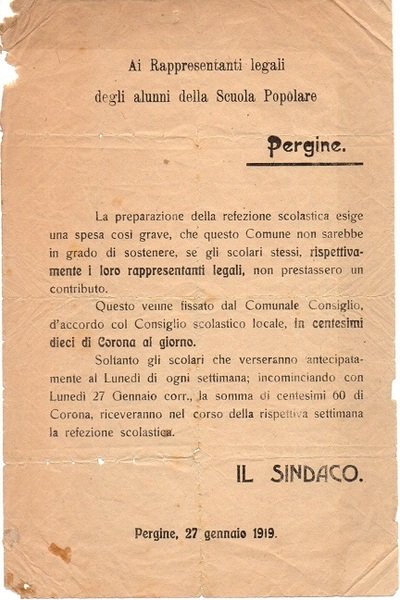 Ai Rappresentanti legali
degli alunni della Scuola Popolare
Pergine.
La preparazione della refezione scolastica esige
una spesa così grave, che questo Comune non sarebbe
in grado di sostenere, se gli scolari stessi, rispettiva-
mente i loro rappresentanti legali, non prestassero un
contributo.
Questo venne fissato dal Comunale Consiglio,
d'accordo col Consiglio scolastico locale, in centesimi
dieci di Corona al giorno.
Soltanto gli scolari che verseranno antecipata-
mente al Lunedì di ogni settimana; incominciando con
Lunedì 27 Gennaio corr., la somma di centesimi 60 di
Corona, riceveranno nel corso della rispettiva settimana
la refezione scolastica.
IL SINDACO.
Pergine, 27 gennaio 1919.